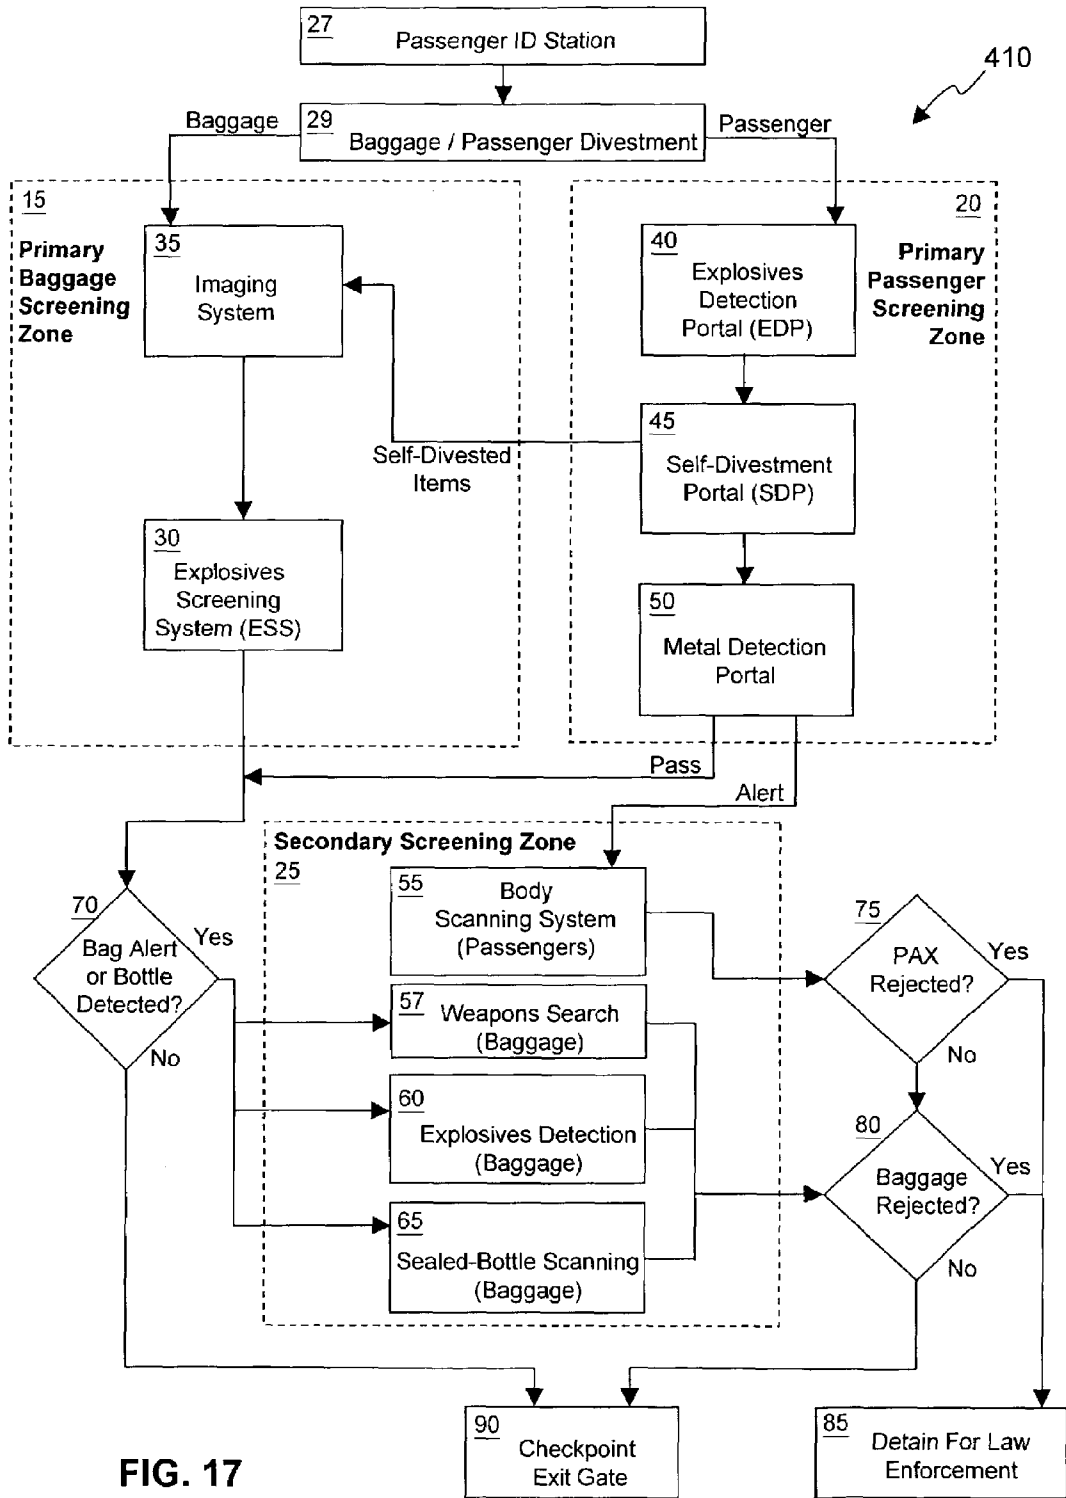 27
Passenger ID Station
410
29
Baggage / Passenger Divestment
Baggage
Passenger
15
Primary
Baggage
Screening
Zone
35
Imaging
System
20
Primary
Passenger
Screening
Zone
40
Explosives
Detection
Portal (EDP)
45
Self-Divestment
Portal (SDP)
Self-Divested
Items
30
Explosives
Screening
System (ESS)
50
Metal Detection
Portal
Pass
Alert
Secondary Screening Zone
25
55
Body
Scanning System
(Passengers)
70
Bag Alert
or Bottle
Detected?
Yes
No
57
Weapons Search
(Baggage)
60
Explosives Detection
(Baggage)
65
Sealed-Bottle Scanning
(Baggage)
75
PAX
Rejected?
Yes
No
80
Baggage
Rejected?
Yes
No
90
Checkpoint
Exit Gate
85
Detain For Law
Enforcement
FIG. 17